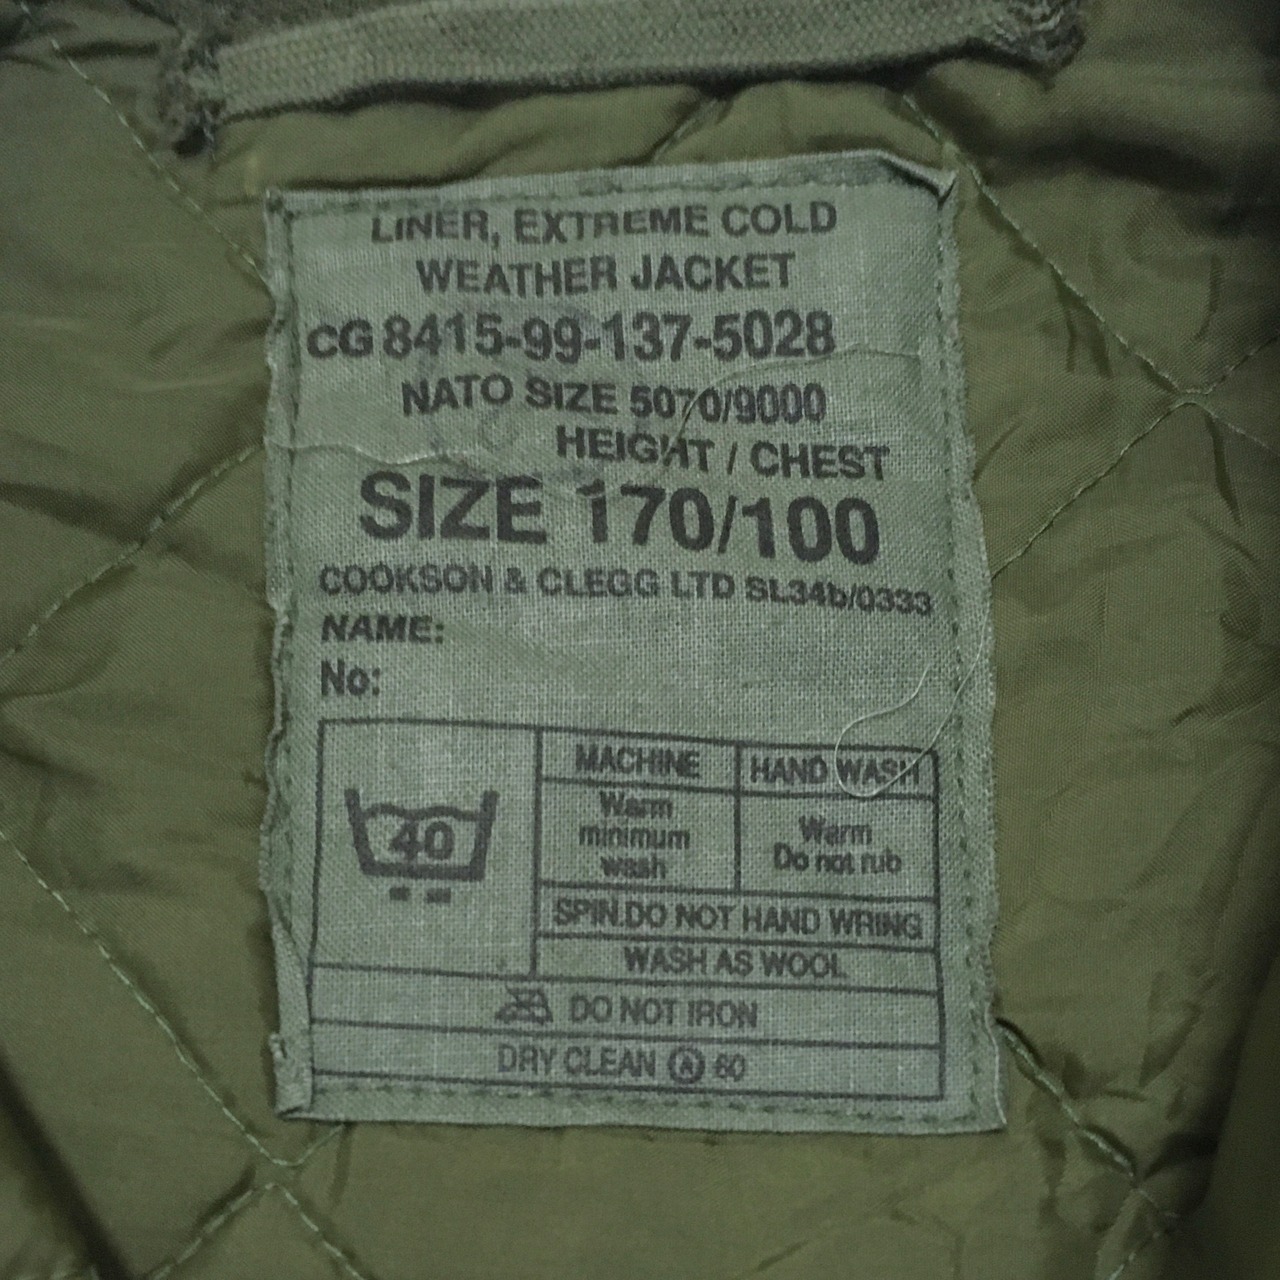 LINER, EXTREME COLD
WEATHER JACKET
CG 8415-99-137-5028
NATO SIZE 5070/9000
HEIGHT / CHEST
SIZE 170/100
COOKSON & CLEGG LTD SL34b/0333
NAME:
No:
40
MACHINE
Warm
minimum
wash
HAND WASH
Warm
Do not rub
SPIN.DO NOT HAND WRING
WASH AS WOOL
DO NOT IRON
DRY CLEAN Ⓐ 60